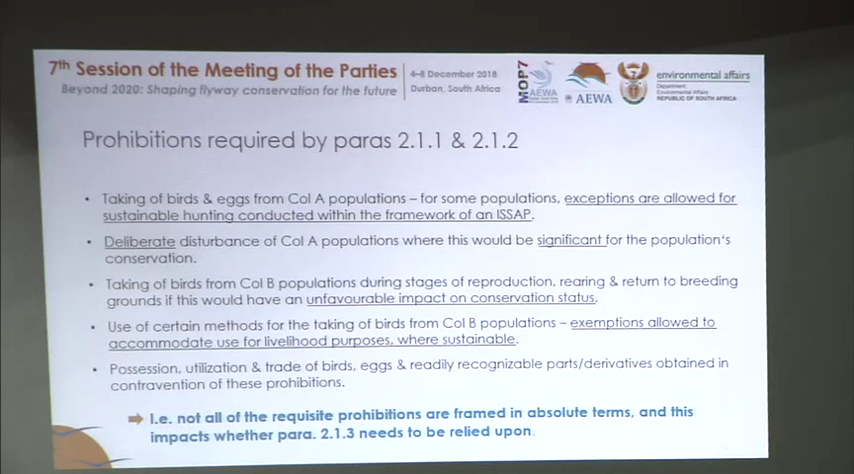 7th Session of the Meeting of the Parties
Beyond 2020: Shaping flyway conservation for the future
4–8 December 2018
Durban, South Africa
MOP7
AEWA
AEWA
environmental affairs
Department:
Environmental Affairs
REPUBLIC OF SOUTH AFRICA
Prohibitions required by paras 2.1.1 & 2.1.2
• Taking of birds & eggs from Col A populations – for some populations, exceptions are allowed for
sustainable hunting conducted within the framework of an ISSAP.
• Deliberate disturbance of Col A populations where this would be significant for the population's
conservation.
• Taking of birds from Col B populations during stages of reproduction, rearing & return to breeding
grounds if this would have an unfavourable impact on conservation status.
• Use of certain methods for the taking of birds from Col B populations – exemptions allowed to
accommodate use for livelihood purposes, where sustainable.
• Possession, utilization & trade of birds, eggs & readily recognizable parts/derivatives obtained in
contravention of these prohibitions.
➡ I.e. not all of the requisite prohibitions are framed in absolute terms, and this
impacts whether para. 2.1.3 needs to be relied upon.